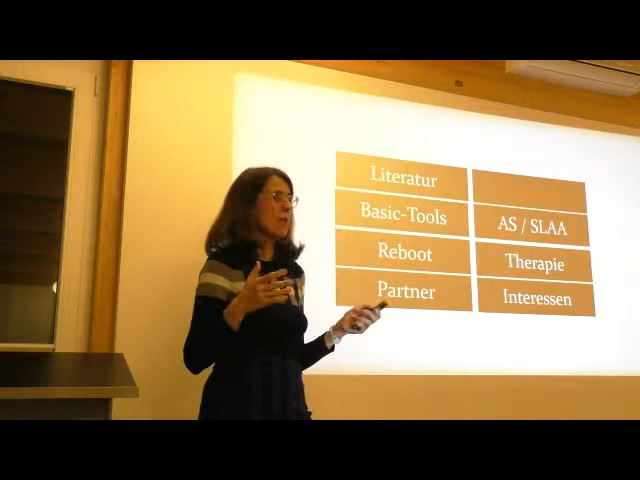 Literatur
Basic-Tools
AS / SLAA
Reboot
Therapie
Partner
Interessen